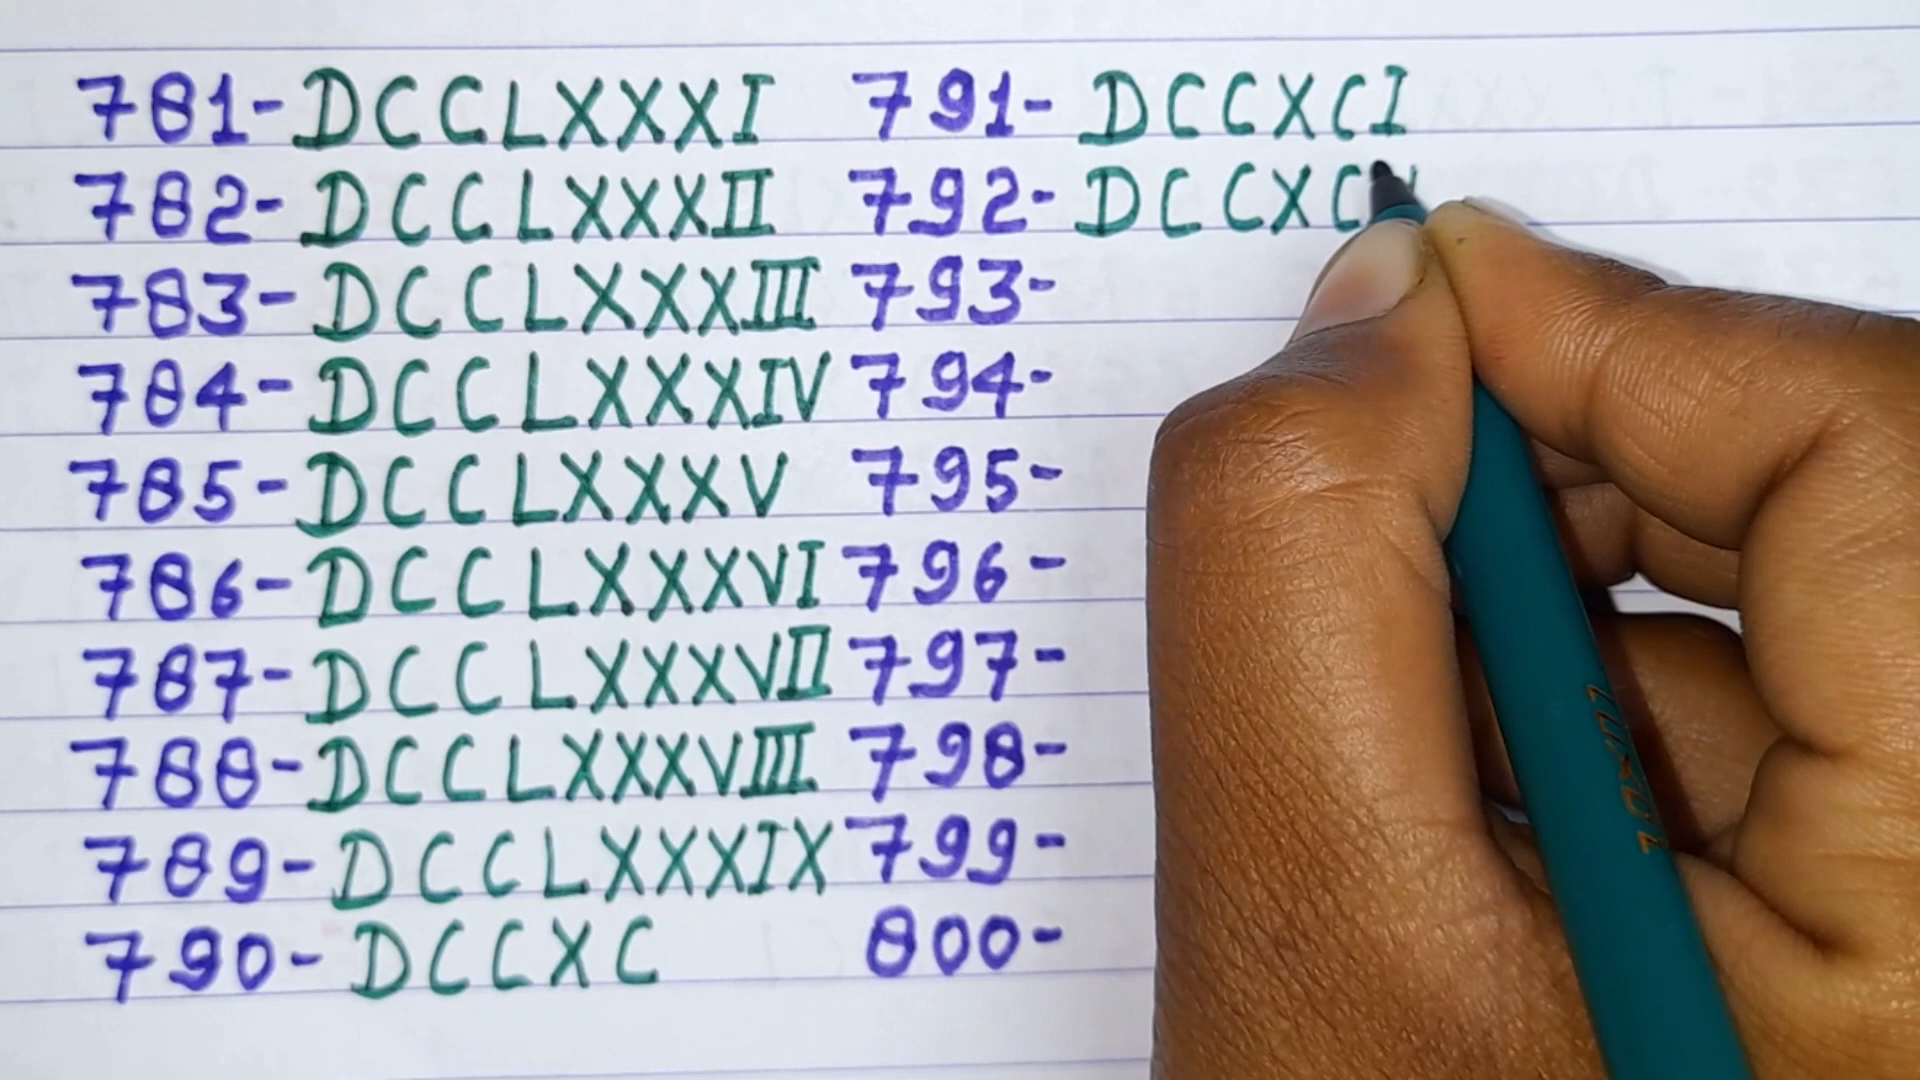 781-DCCLXXXI 791-DCCXCI
782-DCCLXXXII 792-DCCXC
783-DCCLXXXIII 793-
784-DCCLXXXIV 794-
785-DCCLXXXV 795-
786-DCCLXXXVI 796-
787-DCCLXXXVII 797-
788-DCCLXXXVIII 798-
789-DCCLXXXIX 799-
790-DCCXC 800-